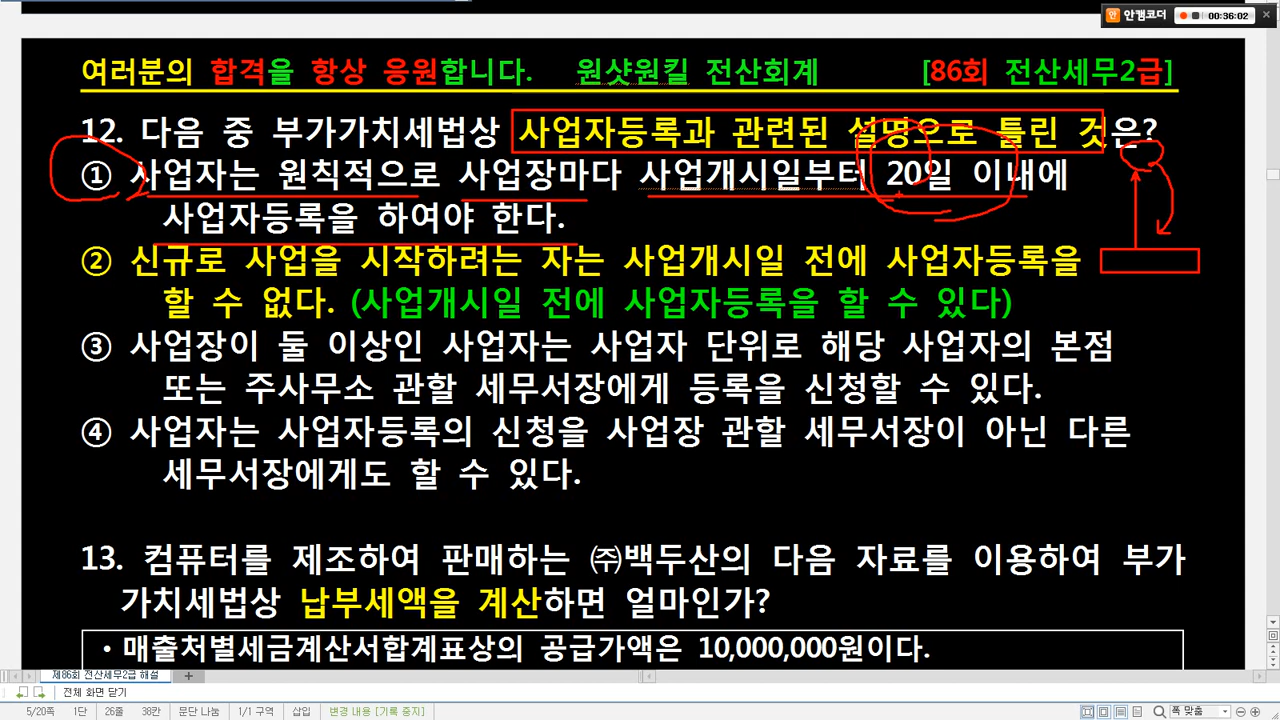 안캠코더 00:36:02
여러분의 합격을 항상 응원합니다. 원샷원킬 전산회계 [86회 전산세무2급]
12. 다음 중 부가가치세법상 사업자등록과 관련된 설명으로 틀린 것은?
① 사업자는 원칙적으로 사업장마다 사업개시일부터 20일 이내에
사업자등록을 하여야 한다.
② 신규로 사업을 시작하려는 자는 사업개시일 전에 사업자등록을
할 수 없다. (사업개시일 전에 사업자등록을 할 수 있다)
③ 사업장이 둘 이상인 사업자는 사업자 단위로 해당 사업자의 본점
또는 주사무소 관할 세무서장에게 등록을 신청할 수 있다.
④ 사업자는 사업자등록의 신청을 사업장 관할 세무서장이 아닌 다른
세무서장에게도 할 수 있다.
13. 컴퓨터를 제조하여 판매하는 ㈜백두산의 다음 자료를 이용하여 부가
가치세법상 납부세액을 계산하면 얼마인가?
• 매출처별세금계산서합계표상의 공급가액은 10,000,000원이다.
제86회 전산세무2급 해설
전체 화면 닫기
5/20쪽 1단 26줄 38칸 문단 나눔 1/1 구역 삽입 변경 내용 [기록 중지] 폭 맞춤